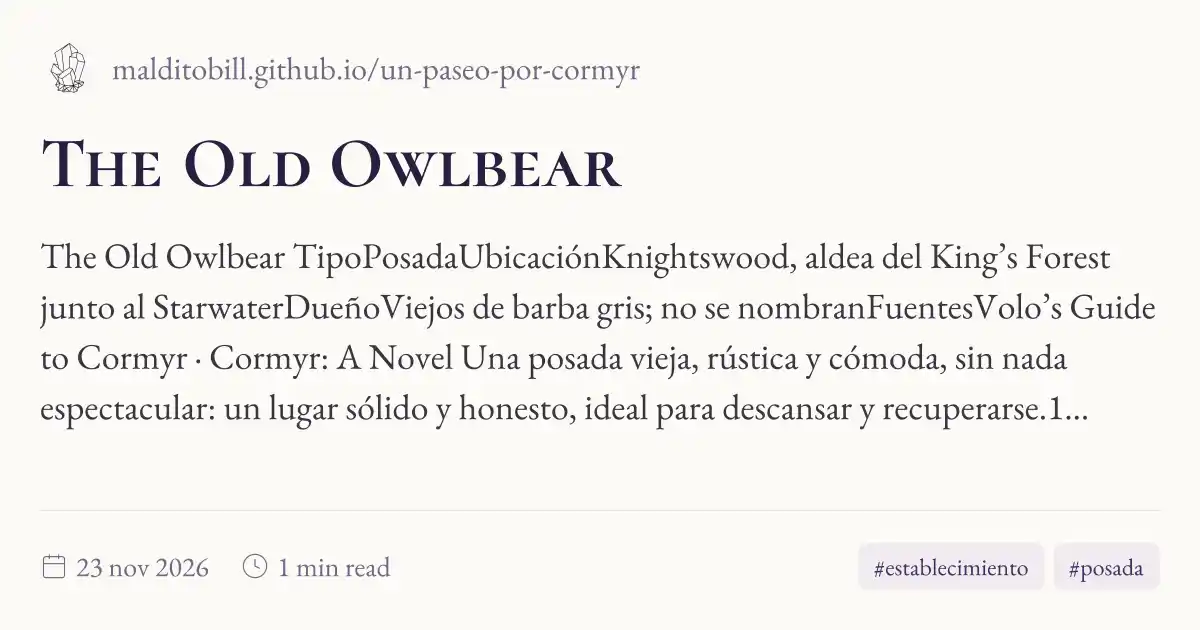 malditobill.github.io/un-paseo-por-cormyr
The Old Owlbear
The Old Owlbear TipoPosadaUbicaciónKnightswood, aldea del King’s Forest
junto al StarwaterDueñoViejos de barba gris; no se nombranFuentesVolo’s Guide
to Cormyr · Cormyr: A Novel Una posada vieja, rústica y cómoda, sin nada
espectacular: un lugar sólido y honesto, ideal para descansar y recuperarse.1...
23 nov 2026 1 min read #establecimiento #posada